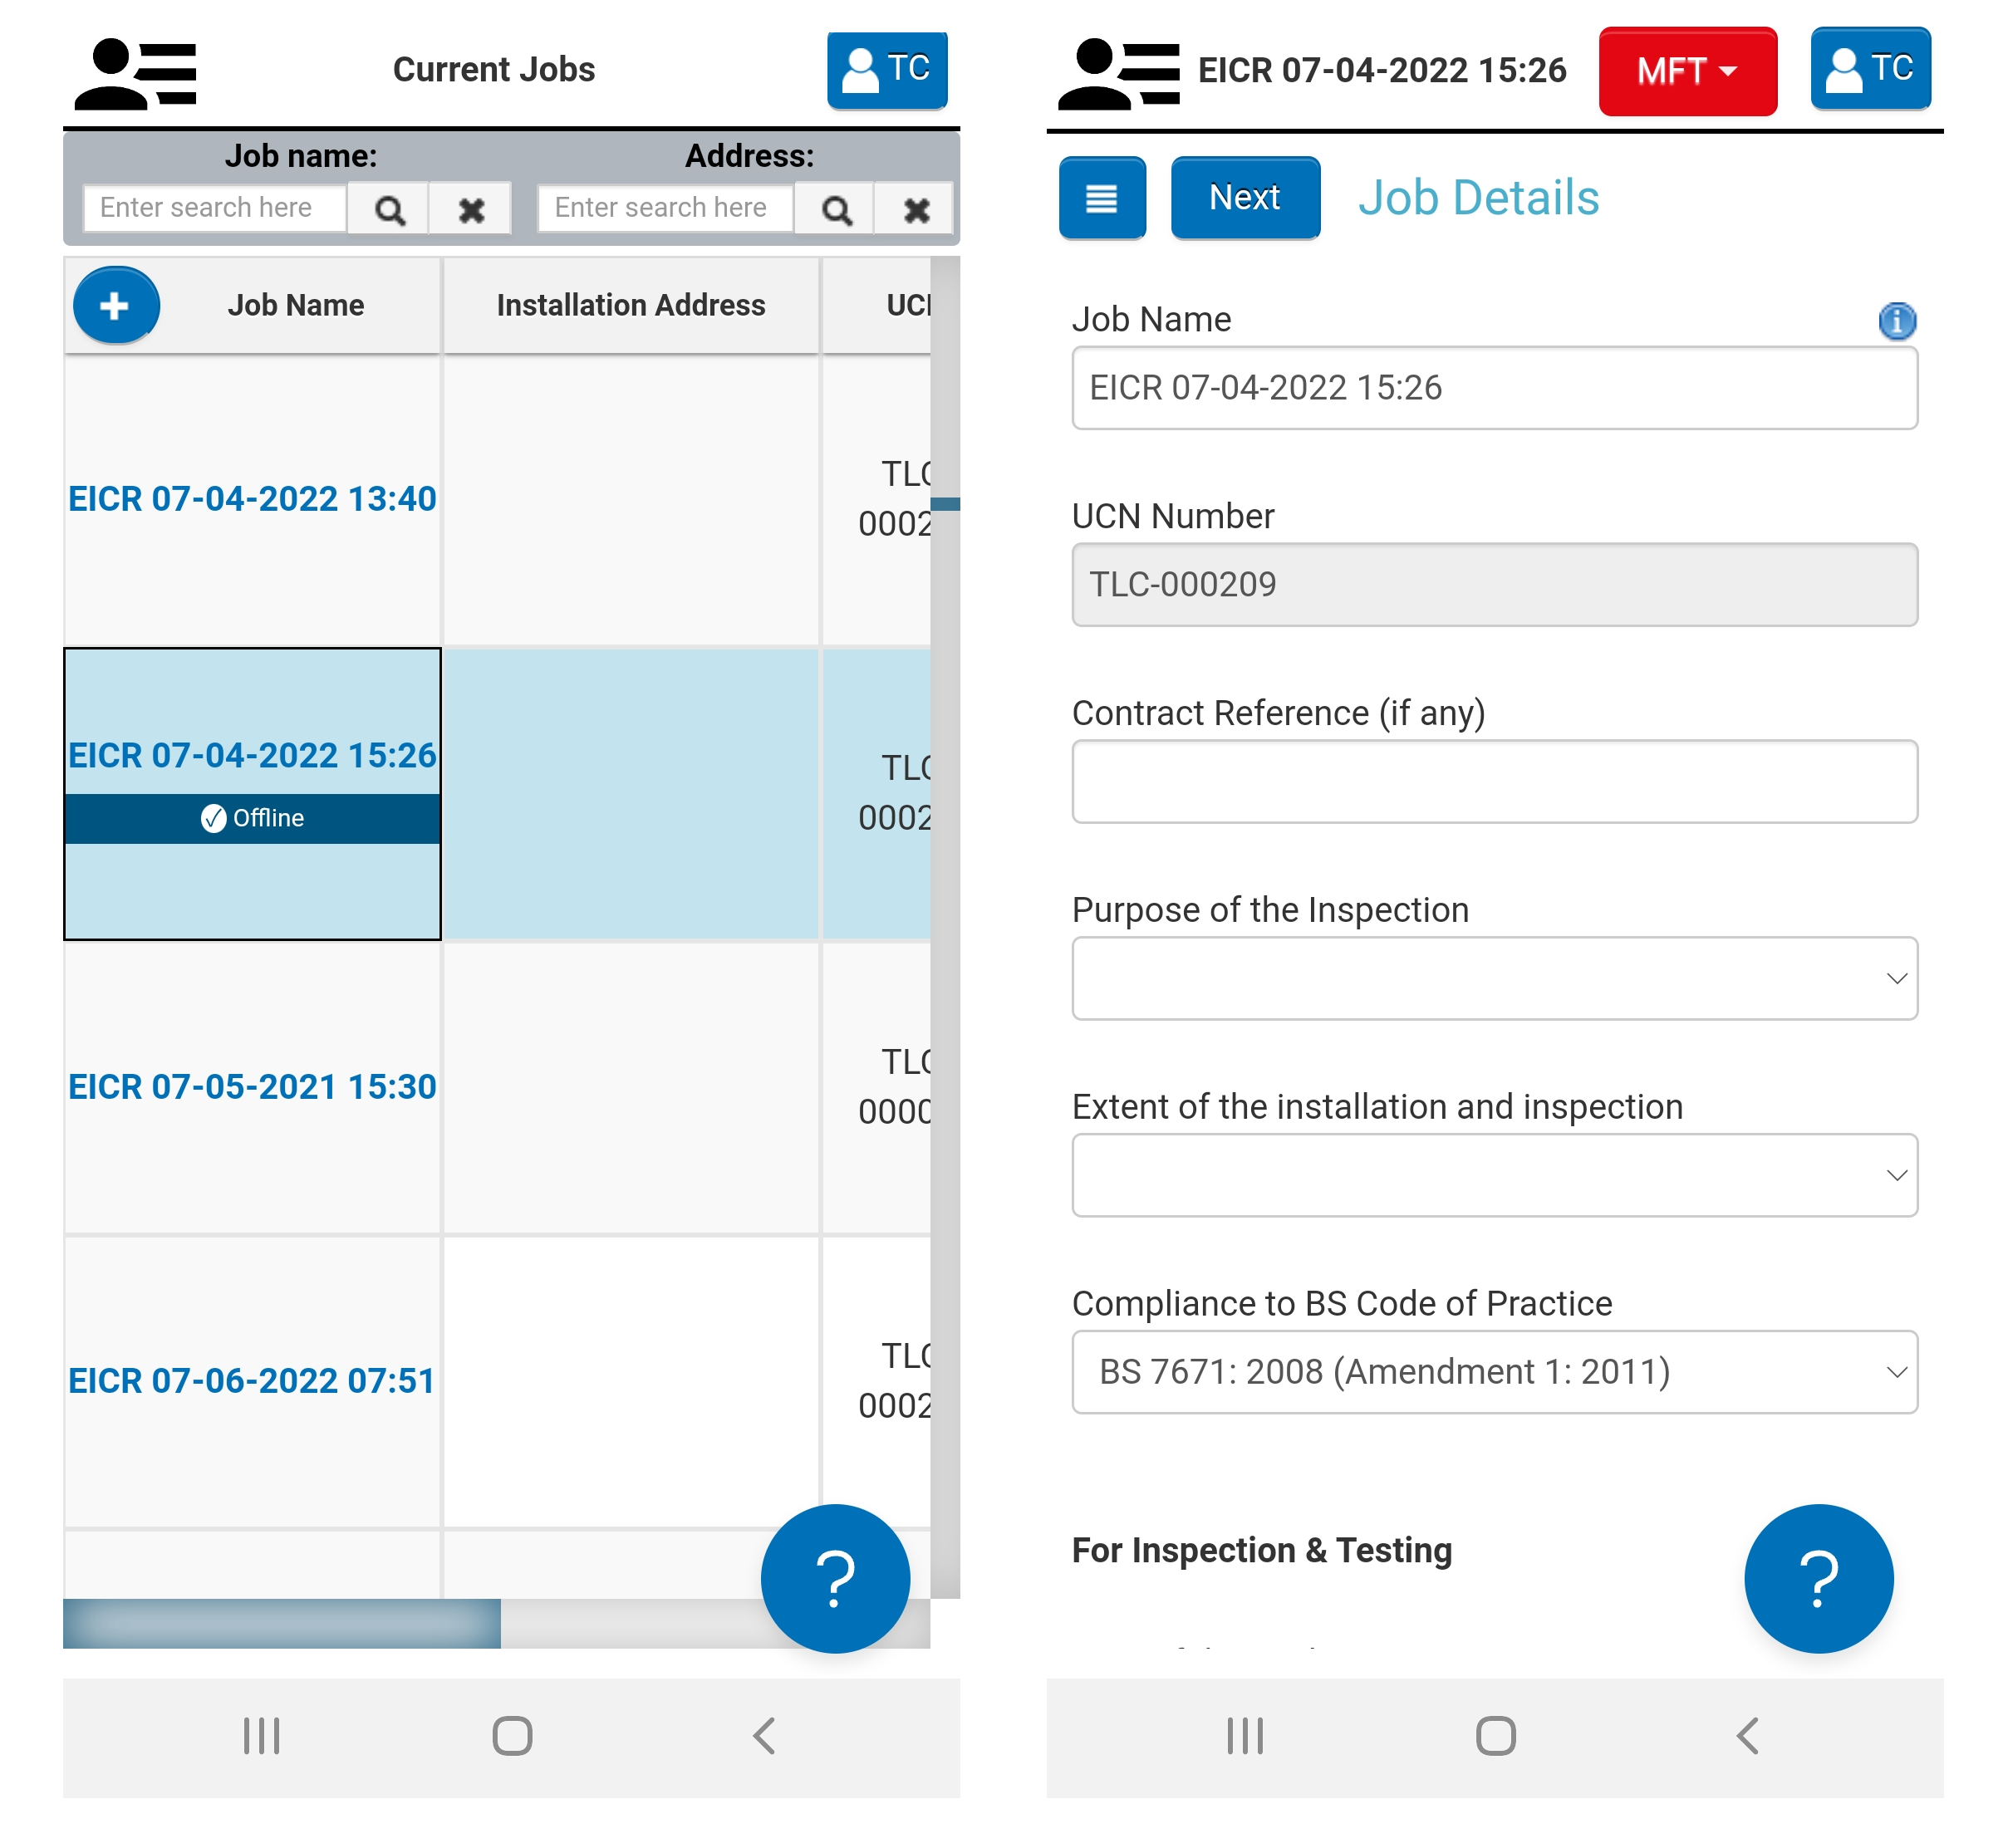 Current Jobs
TC
Job name:
Address:
Enter search here
Enter search here
Job Name
Installation Address
EICR 07-04-2022 13:40
TLC
0002
EICR 07-04-2022 15:26
Offline
TLC
0002
EICR 07-05-2021 15:30
TLC
0000
EICR 07-06-2022 07:51
TLC
0002
?
EICR 07-04-2022 15:26
MFT
TC
Next
Job Details
Job Name
EICR 07-04-2022 15:26
UCN Number
TLC-000209
Contract Reference (if any)
Purpose of the Inspection
Extent of the installation and inspection
Compliance to BS Code of Practice
BS 7671: 2008 (Amendment 1: 2011)
For Inspection & Testing
?